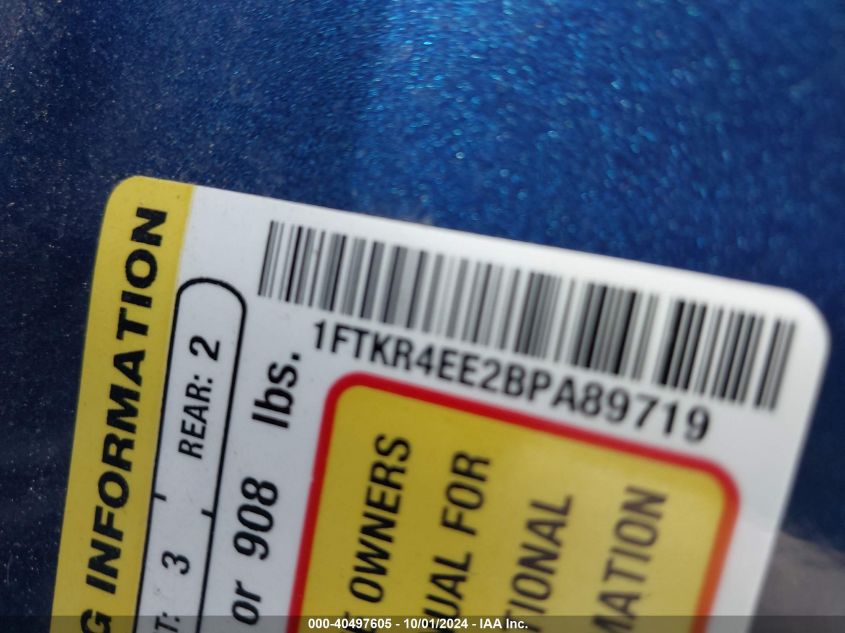 1FTKR4EE2BPA89719
G INFORMATION
REAR: 2
T: 3
or 908 lbs.
OWNERS
UAL FOR
TIONAL
MATION
000-40497605 - 10/01/2024 - IAA Inc.